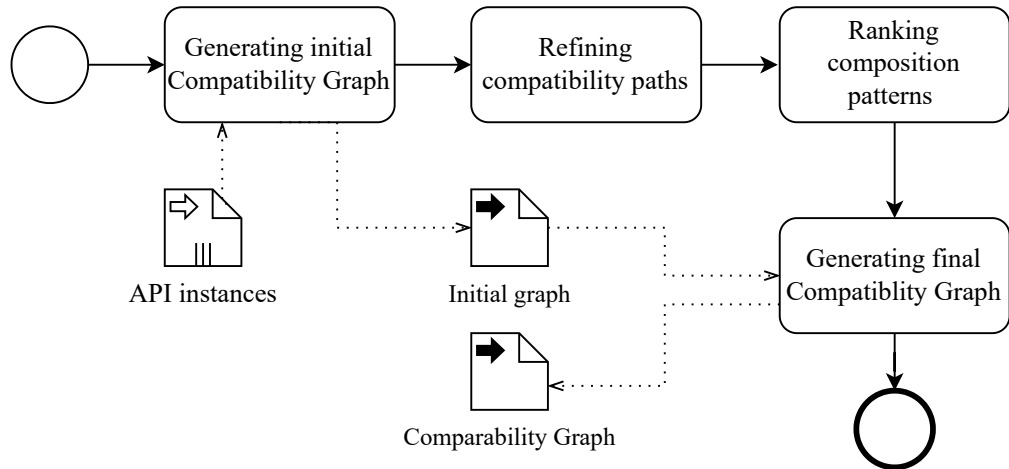 Generating initial
Compatibility Graph
Refining
compatibility paths
Ranking
composition
patterns
API instances
Initial graph
Generating final
Compatiblity Graph
Comparability Graph